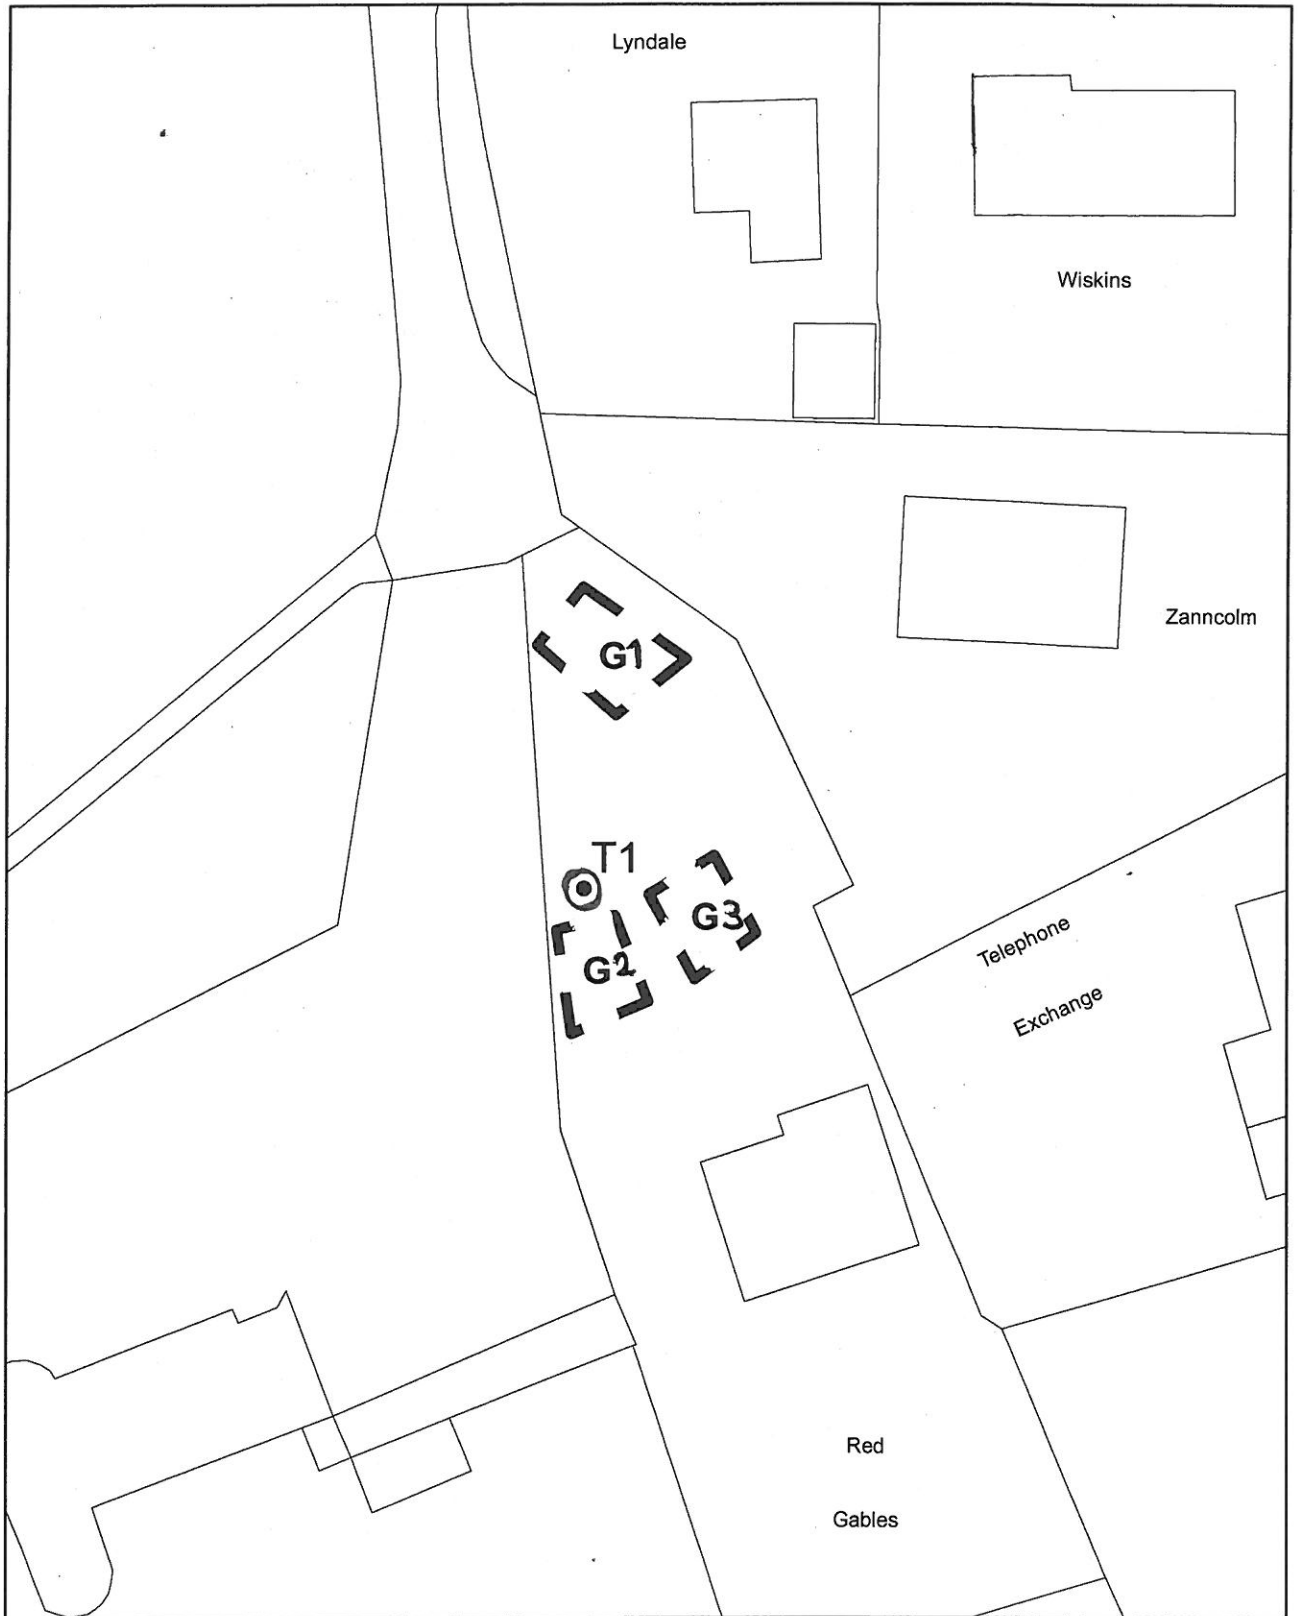 Lyndale
Wiskins
Zanncolm
G1
T1
G3
G2
Telephone
Exchange
Red
Gables